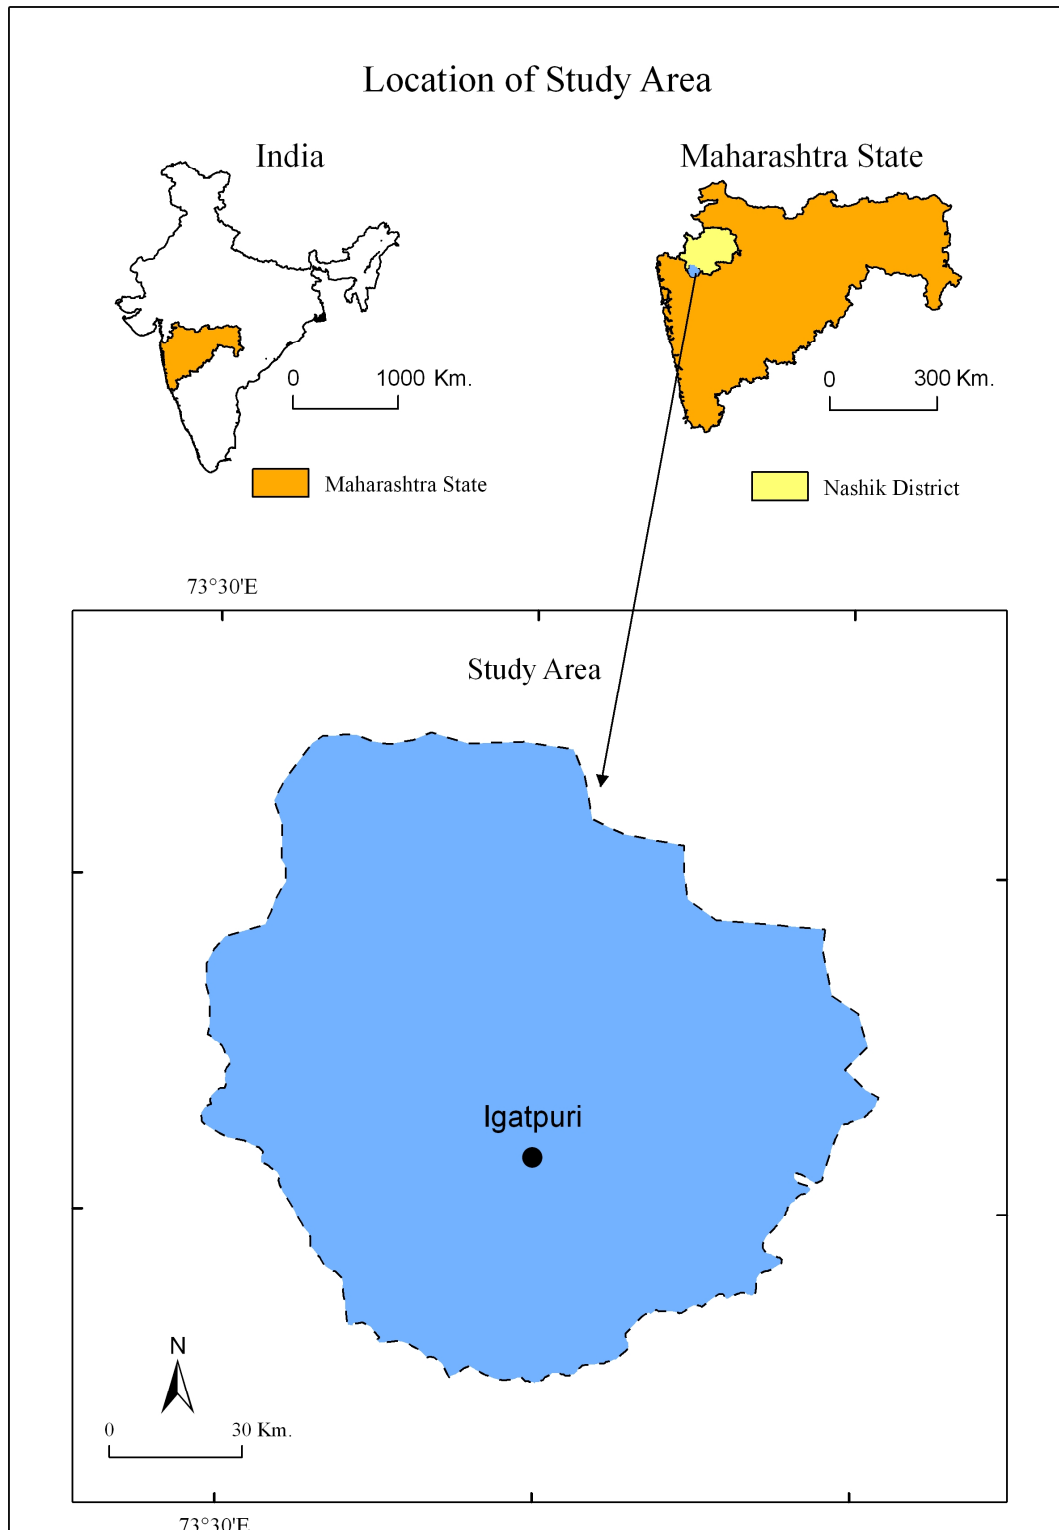 Location of Study Area
India
Maharashtra State
0 1000 Km.
0 300 Km.
Maharashtra State
Nashik District
73°30'E
Study Area
Igatpuri
N
0 30 Km.
73°30'E